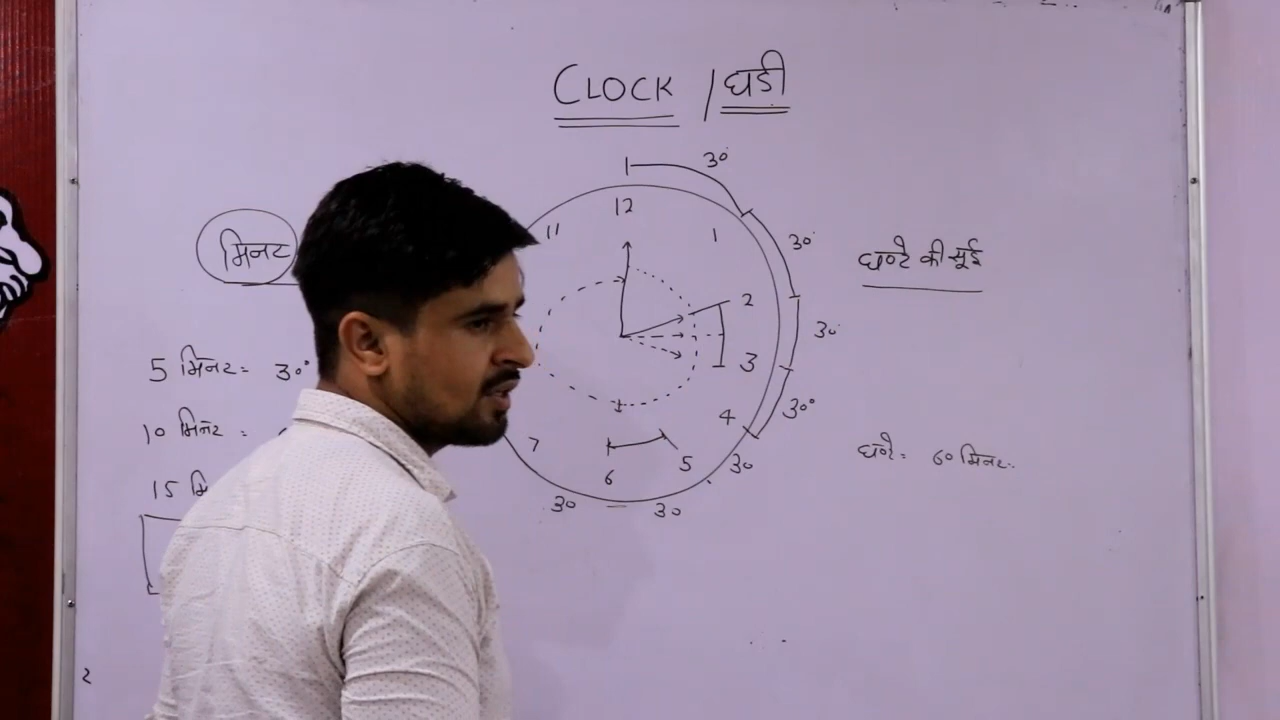 CLOCK / घडी
30°
12
11
1
30°
मिनट
घण्टे की सुई
2
30°
3
5 मिनट = 30°
30°
4
10 मिनट =
7
6
5
30
घण्टे = 60 मिनट
15 मि
30
30
2